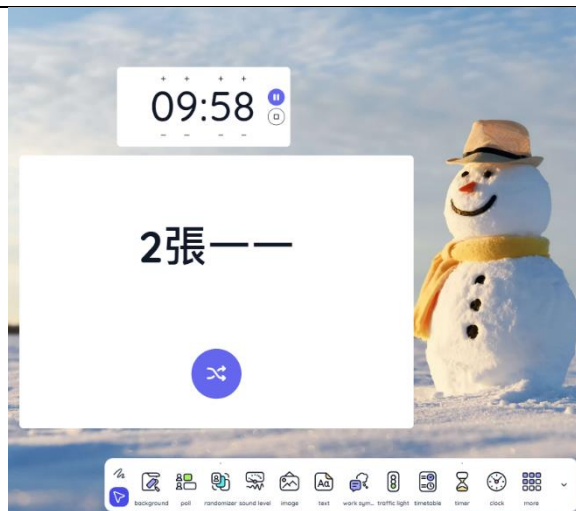 09:58
2張一一
background poll randomizer sound level image text work sym... traffic light timetable timer clock more